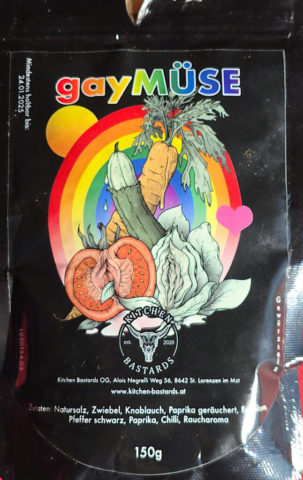 Mindestens haltbar bis:
24.01.2025
gayMÜSE
KITCHEN
est. 2020
BASTARDS
Kitchen Bastards OG, Alois Negrelli Weg 56, 8642 St. Lorenzen im Mzt
www.kitchen-bastards.at
Zutaten: Natursalz, Zwiebel, Knoblauch, Paprika geräuchert,
Pfeffer schwarz, Paprika, Chilli, Raucharoma
150g